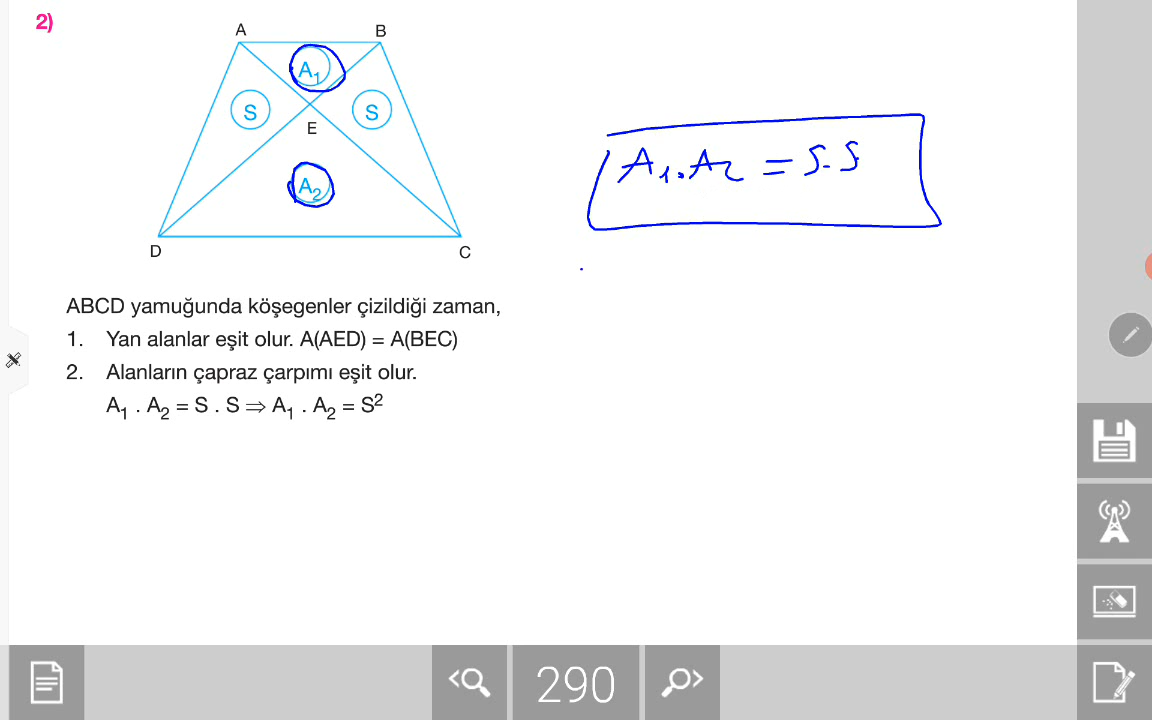 2)
A B
A₁
S S
E
A₂
D C
A₁.A₂ = S.S
ABCD yamuğunda köşegenler çizildiği zaman,
1. Yan alanlar eşit olur. A(AED) = A(BEC)
2. Alanların çapraz çarpımı eşit olur.
A₁ . A₂ = S . S ⇒ A₁ . A₂ = S²
290